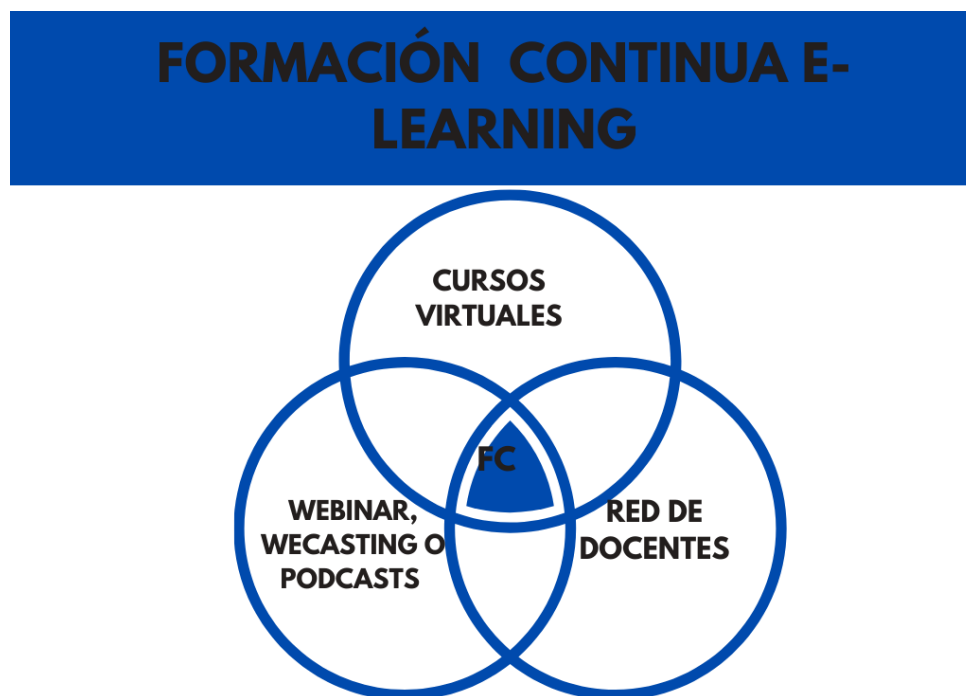 FORMACIÓN CONTINUA E-
LEARNING
CURSOS
VIRTUALES
FC
WEBINAR,
WECASTING O
PODCASTS
RED DE
DOCENTES